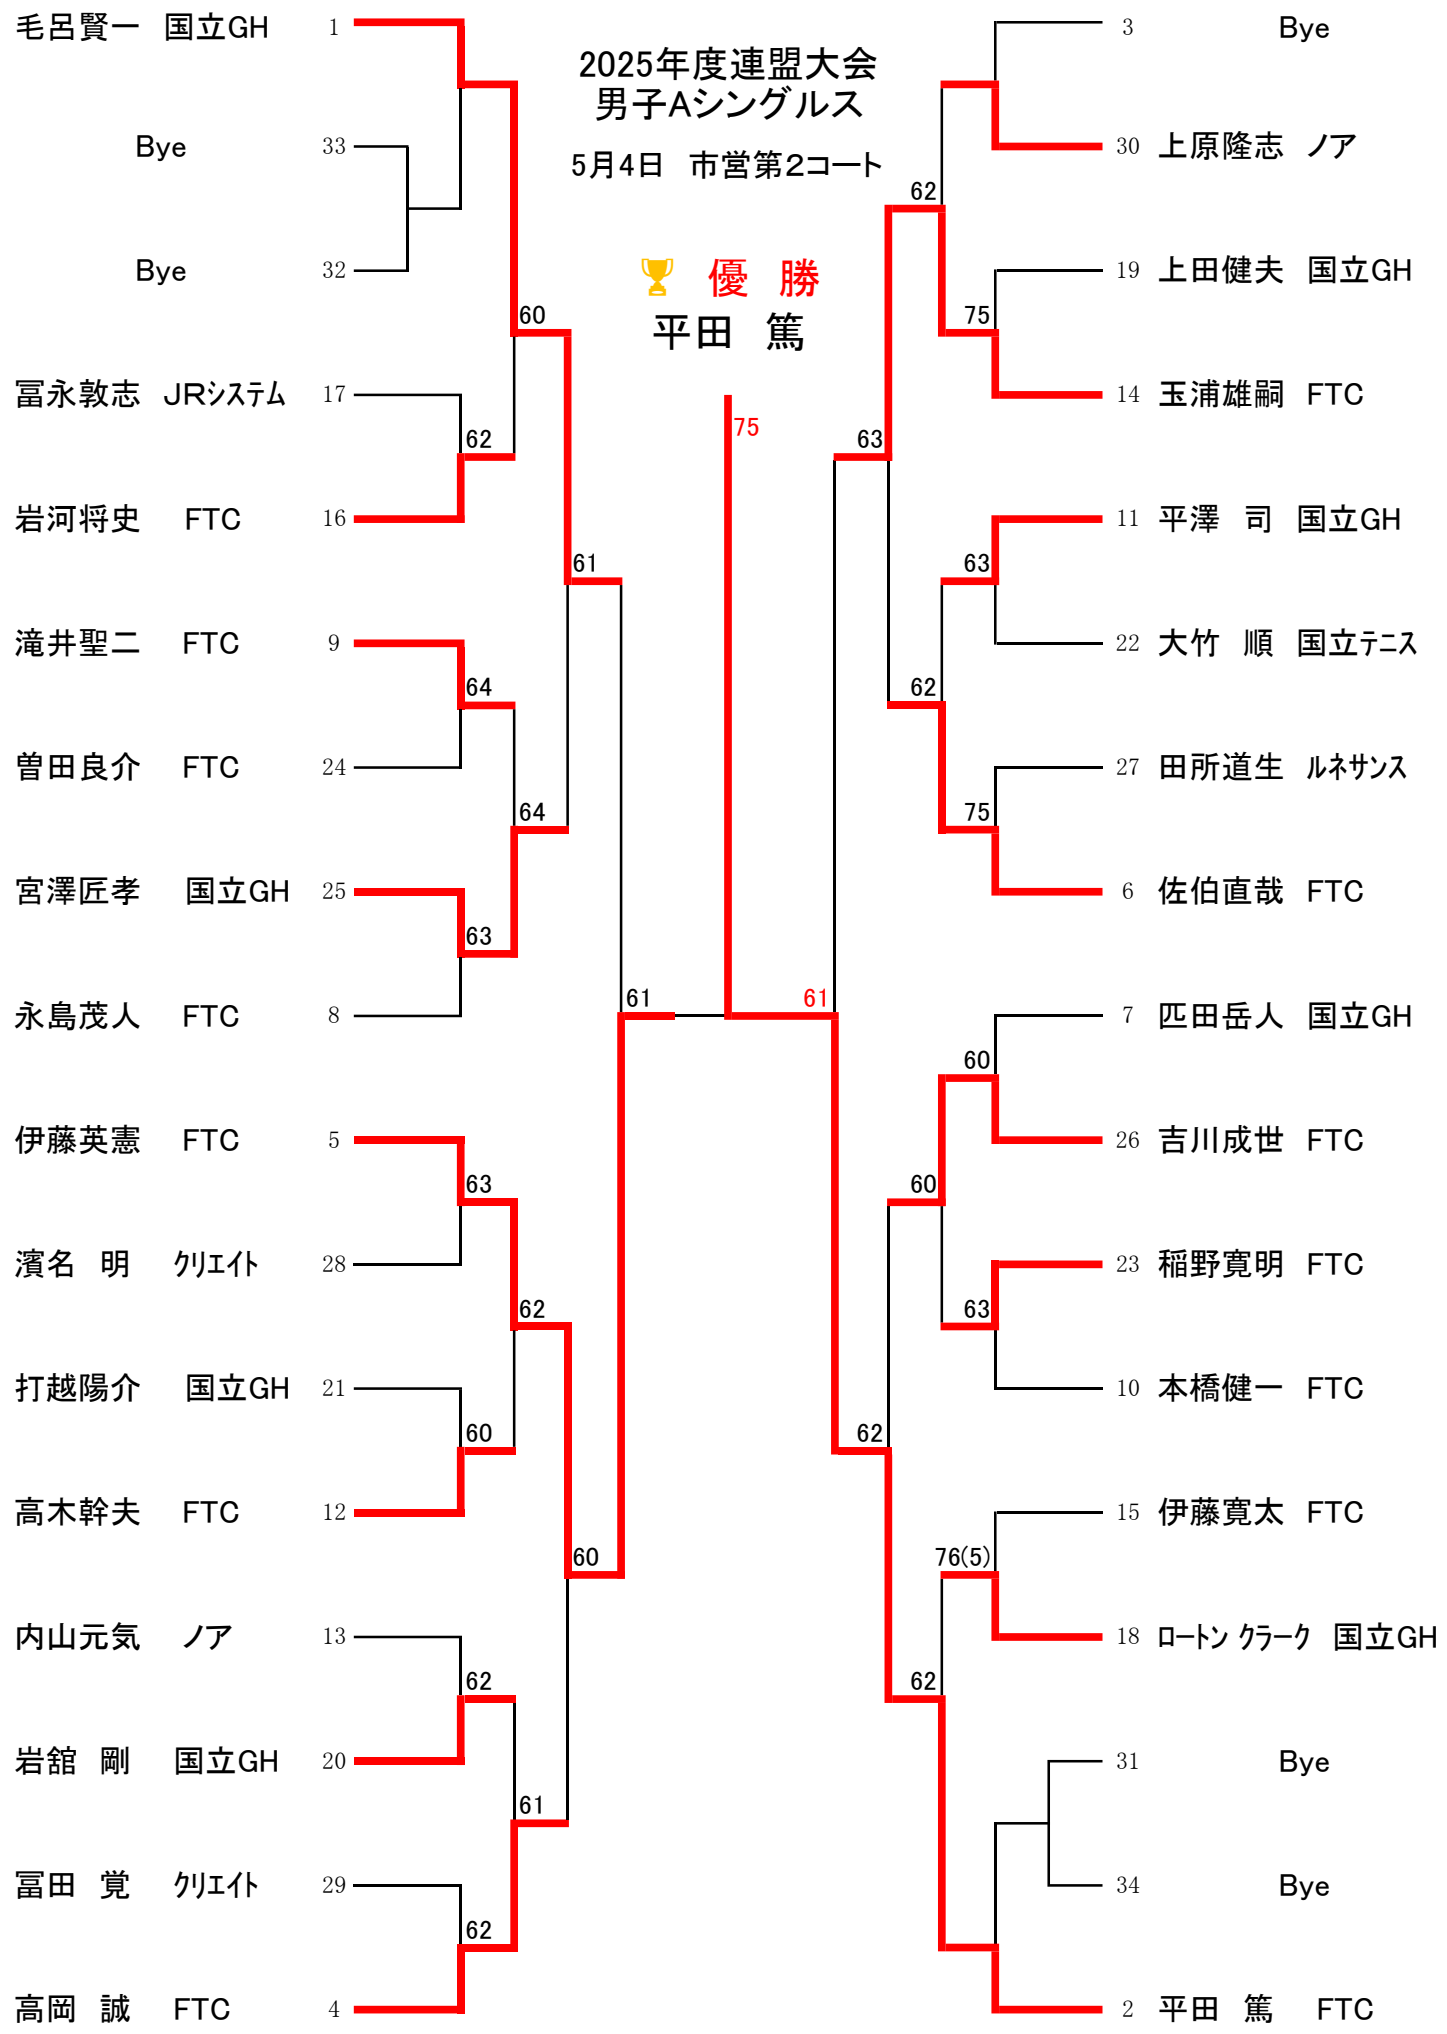 2025年度連盟大会
男子Aシングルス
5月4日　市営第2コート
🏆 優　勝
平田　篤
75
61
61
毛呂賢一　国立GH　1
Bye　33
Bye　32
60
冨永敦志　JRシステム　17
62
岩河将史　FTC　16
61
滝井聖二　FTC　9
64
曽田良介　FTC　24
64
宮澤匠孝　国立GH　25
63
永島茂人　FTC　8
伊藤英憲　FTC　5
63
濱名　明　クリエイト　28
62
打越陽介　国立GH　21
60
高木幹夫　FTC　12
60
内山元気　ノア　13
62
岩舘　剛　国立GH　20
61
冨田　覚　クリエイト　29
62
高岡　誠　FTC　4
3　Bye
30　上原隆志　ノア
62
19　上田健夫　国立GH
75
14　玉浦雄嗣　FTC
63
11　平澤　司　国立GH
63
22　大竹　順　国立テニス
62
27　田所道生　ルネサンス
75
6　佐伯直哉　FTC
7　匹田岳人　国立GH
60
26　吉川成世　FTC
60
23　稲野寛明　FTC
63
10　本橋健一　FTC
62
15　伊藤寛太　FTC
76(5)
18　ロートン クラーク　国立GH
62
31　Bye
34　Bye
2　平田　篤　FTC